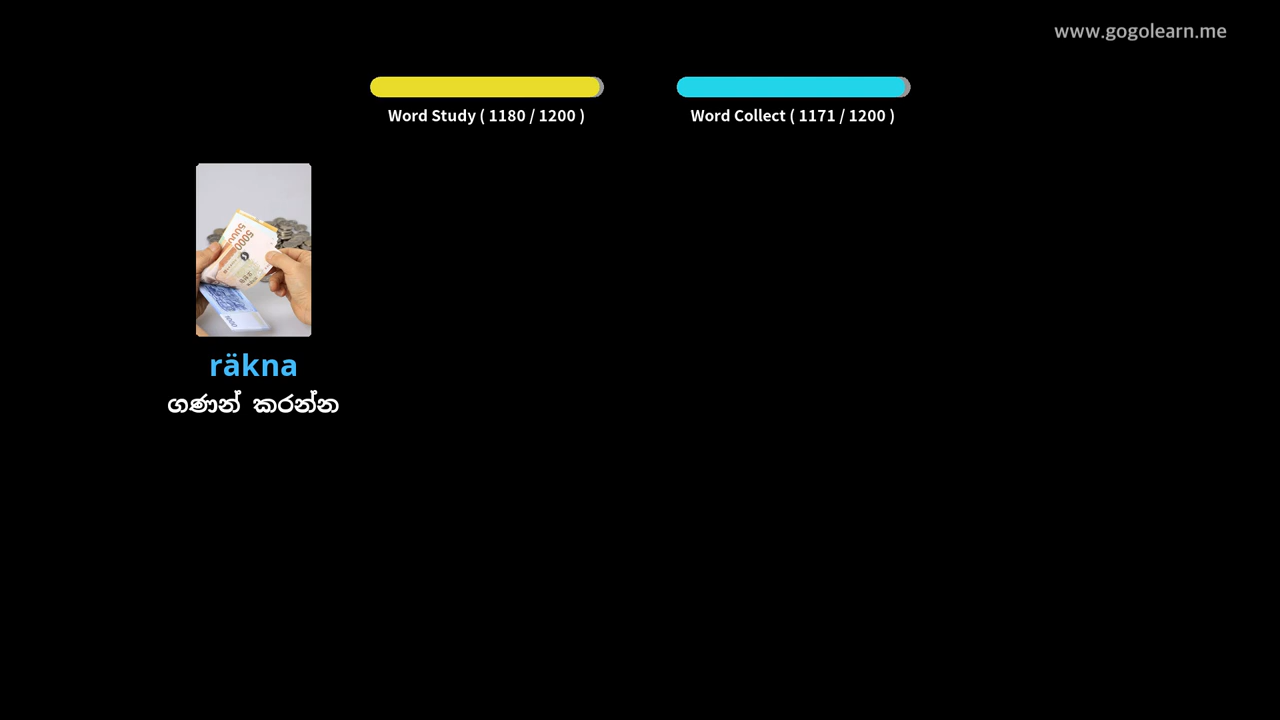 www.gogolearn.me
Word Study ( 1180 / 1200 )
Word Collect ( 1171 / 1200 )
räkna
ගණන් කරන්න